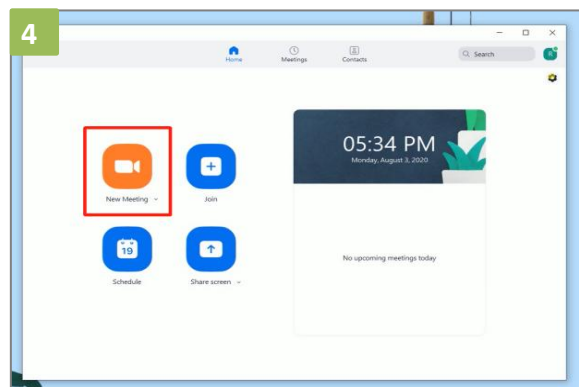 4
Home
Meetings
Contacts
Search
05:34 PM
Monday, August 3, 2020
New Meeting
Join
19
Schedule
Share screen
No upcoming meetings today